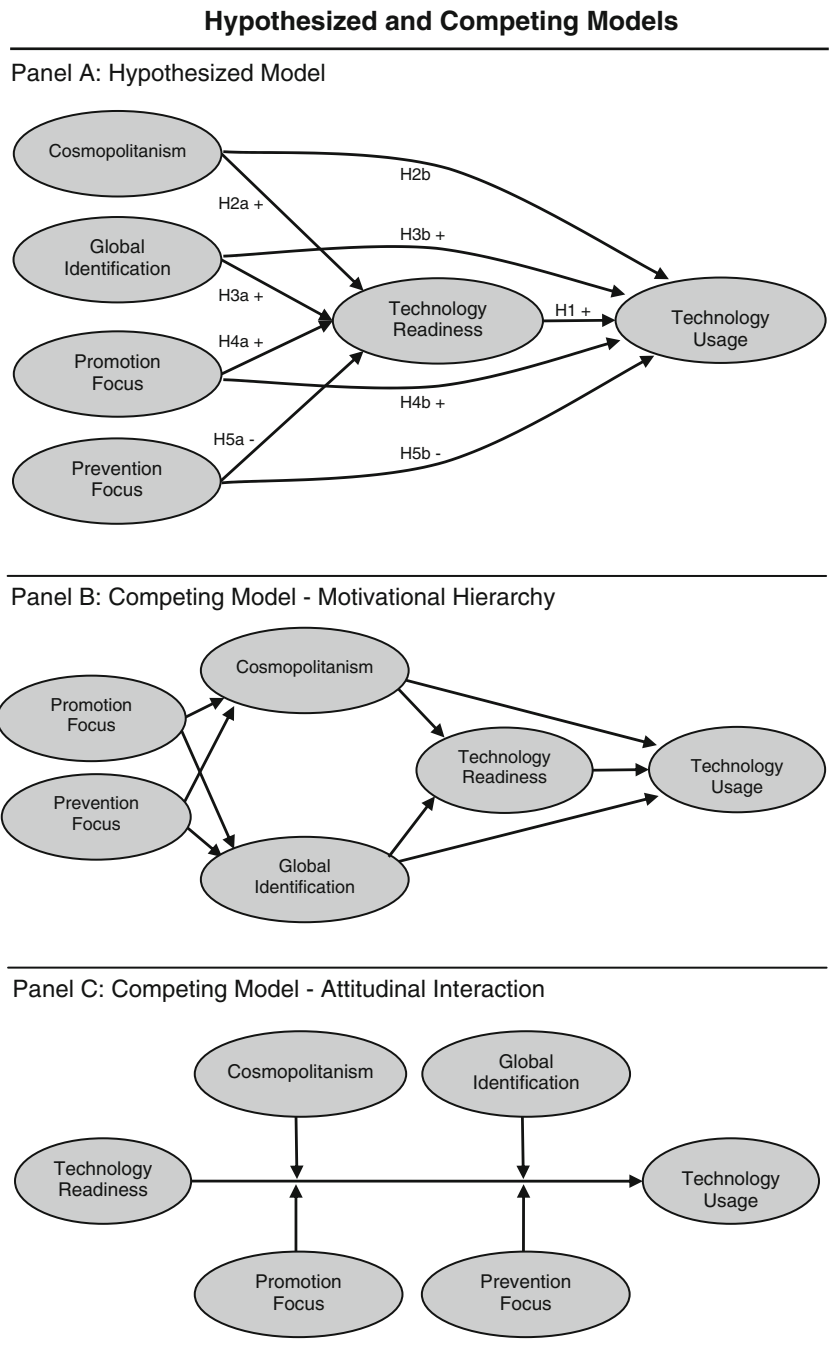 Hypothesized and Competing Models
Panel A: Hypothesized Model
Cosmopolitanism
H2b
H2a +
Global
Identification
H3b +
H3a +
Technology
Readiness
H1 +
Technology
Usage
H4a +
Promotion
Focus
H4b +
H5a -
Prevention
Focus
H5b -
Panel B: Competing Model - Motivational Hierarchy
Cosmopolitanism
Promotion
Focus
Technology
Readiness
Technology
Usage
Prevention
Focus
Global
Identification
Panel C: Competing Model - Attitudinal Interaction
Cosmopolitanism
Global
Identification
Technology
Readiness
Technology
Usage
Promotion
Focus
Prevention
Focus